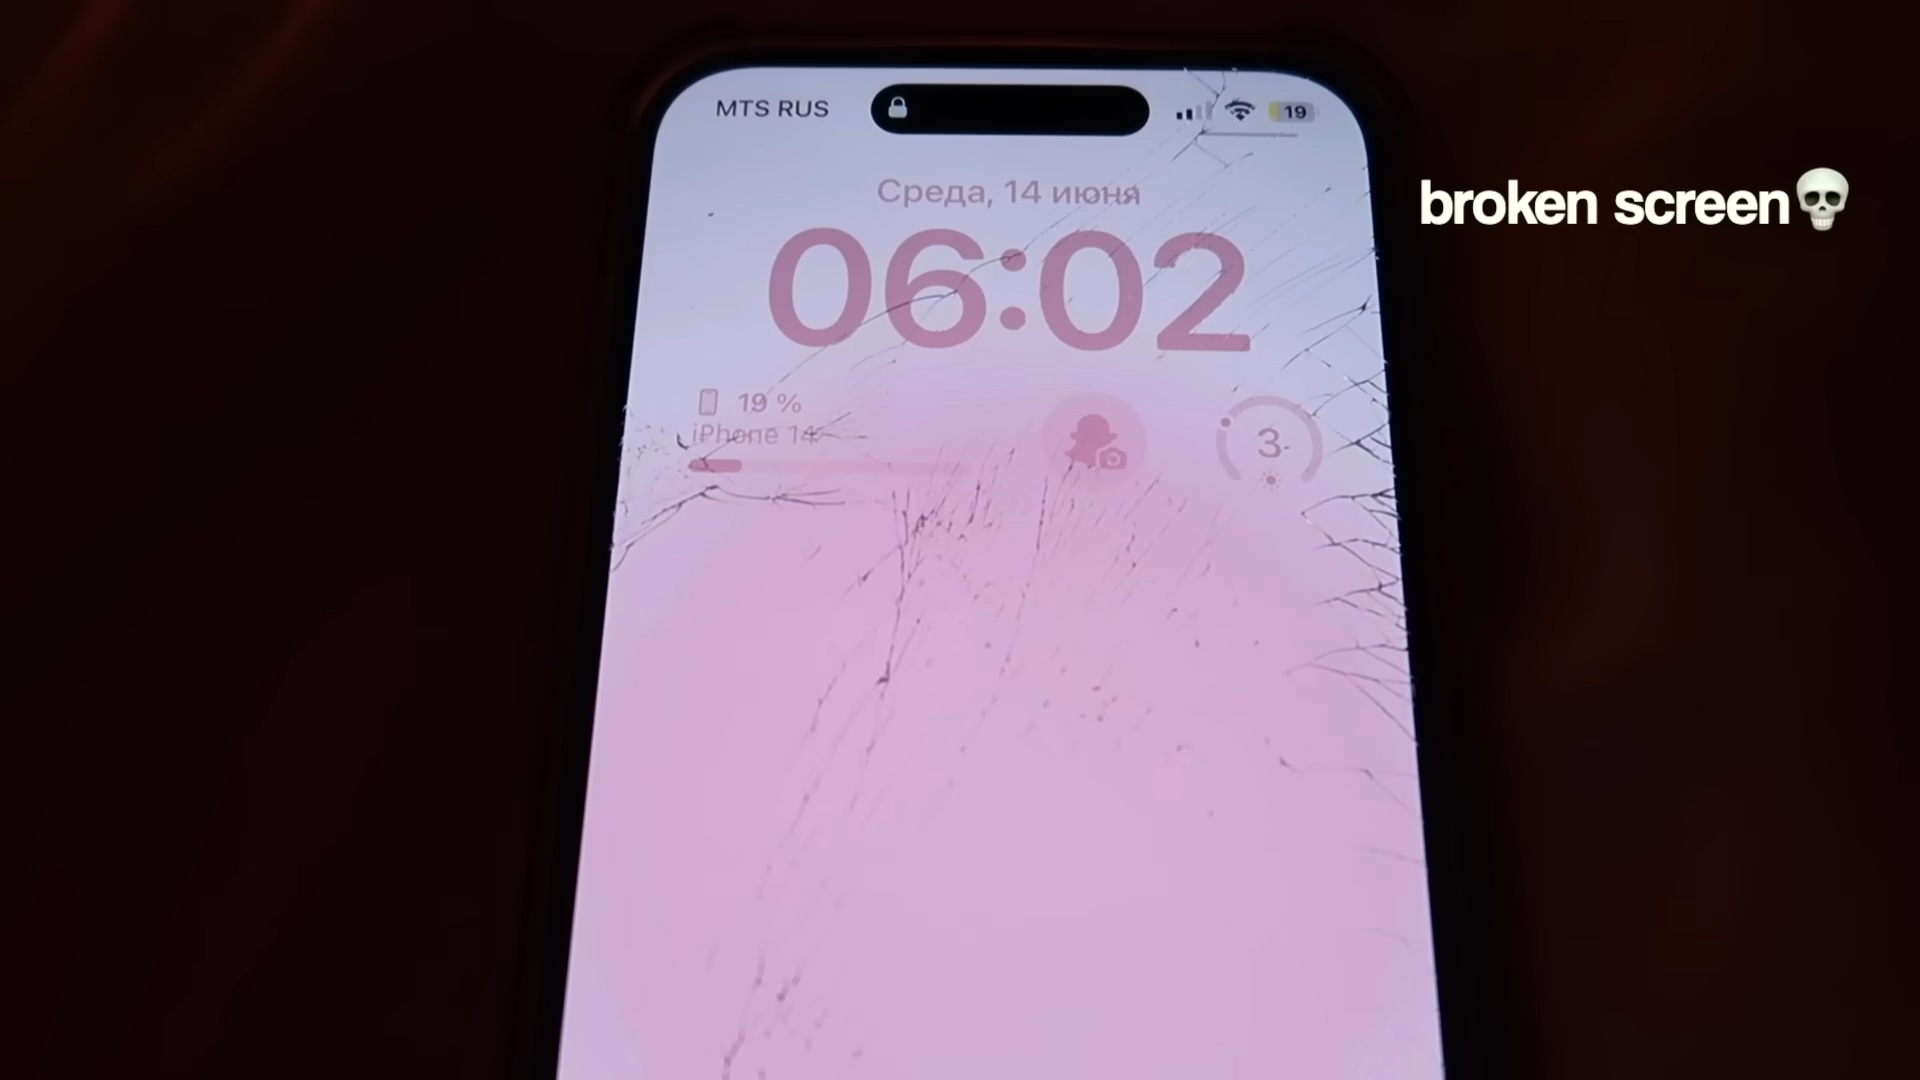 MTS RUS
19
Среда, 14 июня
06:02
19 %
iPhone 14
3
broken screen💀